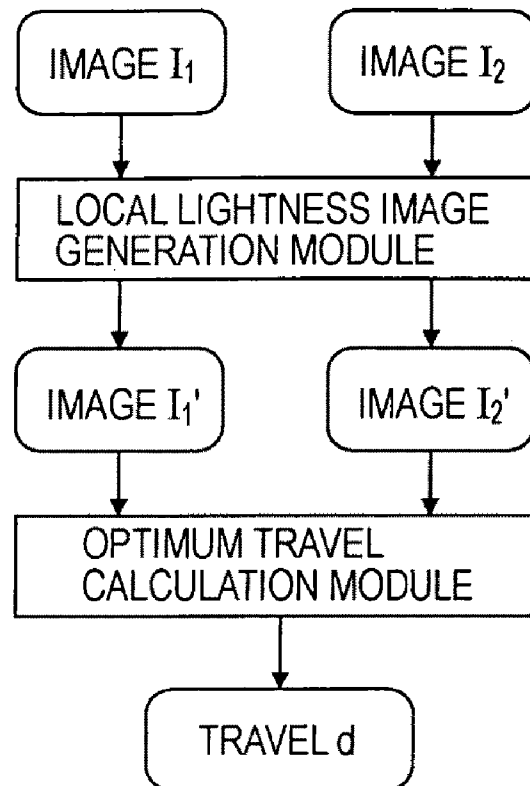 IMAGE I₁
IMAGE I₂
LOCAL LIGHTNESS IMAGE
GENERATION MODULE
IMAGE I₁'
IMAGE I₂'
OPTIMUM TRAVEL
CALCULATION MODULE
TRAVEL d